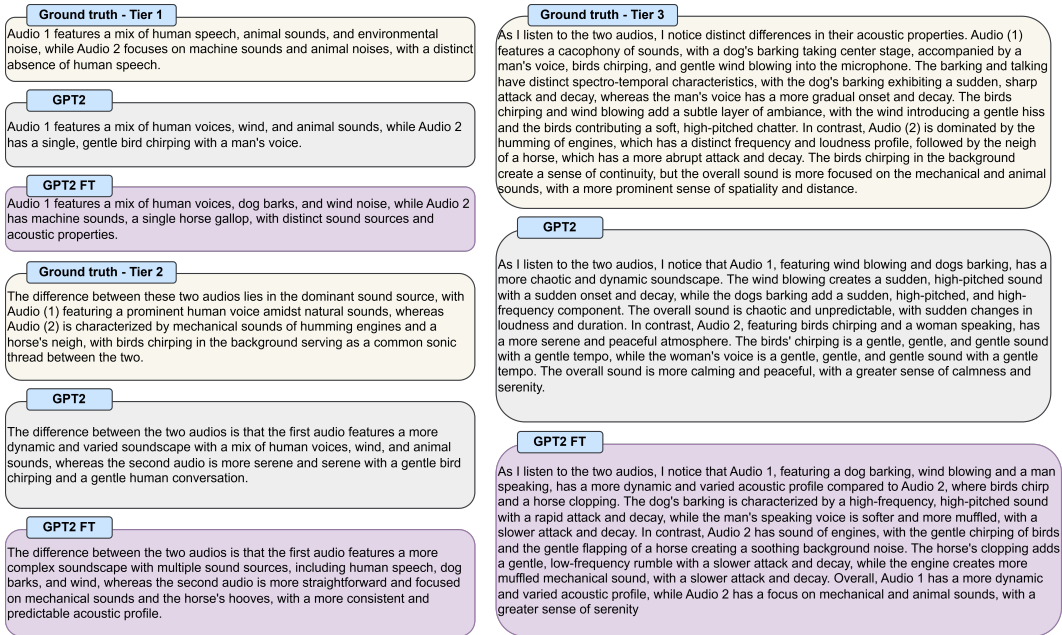 Ground truth - Tier 1
Audio 1 features a mix of human speech, animal sounds, and environmental
noise, while Audio 2 focuses on machine sounds and animal noises, with a distinct
absence of human speech.
GPT2
Audio 1 features a mix of human voices, wind, and animal sounds, while Audio 2
has a single, gentle bird chirping with a man's voice.
GPT2 FT
Audio 1 features a mix of human voices, dog barks, and wind noise, while Audio 2
has machine sounds, a single horse gallop, with distinct sound sources and
acoustic properties.
Ground truth - Tier 2
The difference between these two audios lies in the dominant sound source, with
Audio (1) featuring a prominent human voice amidst natural sounds, whereas
Audio (2) is characterized by mechanical sounds of humming engines and a
horse's neigh, with birds chirping in the background serving as a common sonic
thread between the two.
GPT2
The difference between the two audios is that the first audio features a more
dynamic and varied soundscape with a mix of human voices, wind, and animal
sounds, whereas the second audio is more serene and serene with a gentle bird
chirping and a gentle human conversation.
GPT2 FT
The difference between the two audios is that the first audio features a more
complex soundscape with multiple sound sources, including human speech, dog
barks, and wind, whereas the second audio is more straightforward and focused
on mechanical sounds and the horse's hooves, with a more consistent and
predictable acoustic profile.
Ground truth - Tier 3
As I listen to the two audios, I notice distinct differences in their acoustic properties. Audio (1)
features a cacophony of sounds, with a dog's barking taking center stage, accompanied by a
man's voice, birds chirping, and gentle wind blowing into the microphone. The barking and talking
have distinct spectro-temporal characteristics, with the dog's barking exhibiting a sudden, sharp
attack and decay, whereas the man's voice has a more gradual onset and decay. The birds
chirping and wind blowing add a subtle layer of ambiance, with the wind introducing a gentle hiss
and the birds contributing a soft, high-pitched chatter. In contrast, Audio (2) is dominated by the
humming of engines, which has a distinct frequency and loudness profile, followed by the neigh
of a horse, which has a more abrupt attack and decay. The birds chirping in the background
create a sense of continuity, but the overall sound is more focused on the mechanical and animal
sounds, with a more prominent sense of spatiality and distance.
GPT2
As I listen to the two audios, I notice that Audio 1, featuring wind blowing and dogs barking, has a
more chaotic and dynamic soundscape. The wind blowing creates a sudden, high-pitched sound
with a sudden onset and decay, while the dogs barking add a sudden, high-pitched, and high-
frequency component. The overall sound is chaotic and unpredictable, with sudden changes in
loudness and duration. In contrast, Audio 2, featuring birds chirping and a woman speaking, has
a more serene and peaceful atmosphere. The birds' chirping is a gentle, gentle, and gentle sound
with a gentle tempo, while the woman's voice is a gentle, gentle, and gentle sound with a gentle
tempo. The overall sound is more calming and peaceful, with a greater sense of calmness and
serenity.
GPT2 FT
As I listen to the two audios, I notice that Audio 1, featuring a dog barking, wind blowing and a man
speaking, has a more dynamic and varied acoustic profile compared to Audio 2, where birds chirp
and a horse clopping. The dog's barking is characterized by a high-frequency, high-pitched sound
with a rapid attack and decay, while the man's speaking voice is softer and more muffled, with a
slower attack and decay. In contrast, Audio 2 has sound of engines, with the gentle chirping of birds
and the gentle flapping of a horse creating a soothing background noise. The horse's clopping adds
a gentle, low-frequency rumble with a slower attack and decay, while the engine creates more
muffled mechanical sound, with a slower attack and decay. Overall, Audio 1 has a more dynamic
and varied acoustic profile, while Audio 2 has a focus on mechanical and animal sounds, with a
greater sense of serenity